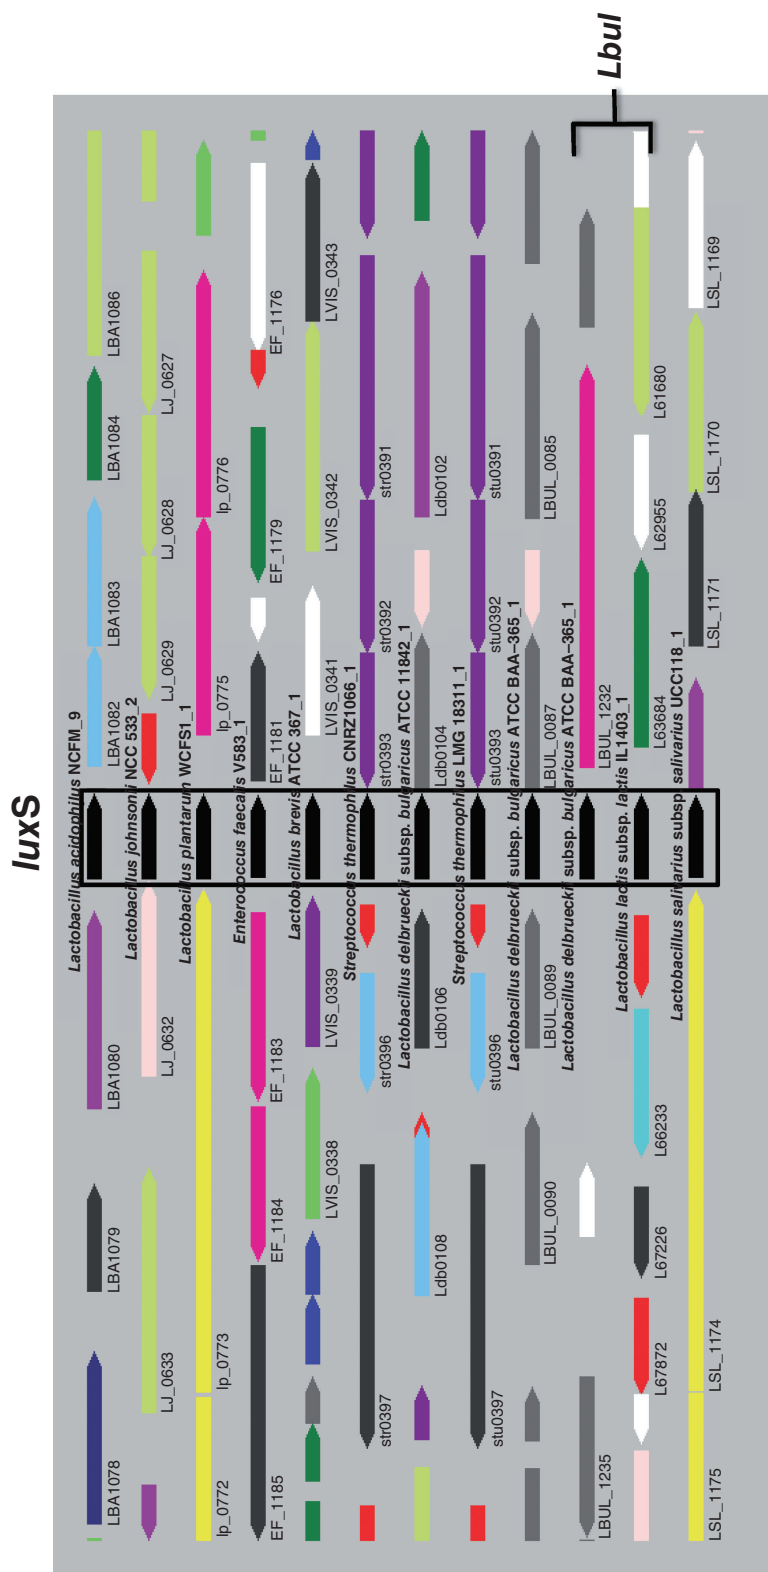 luxS
Lactobacillus acidophilus NCFM_9
LBA1078 LBA1079 LBA1080 LBA1082 LBA1083 LBA1084 LBA1086
Lactobacillus johnsonii NCC 533_2
LJ_0633 LJ_0632 LJ_0629 LJ_0628 LJ_0627
Lactobacillus plantarum WCFS1_1
lp_0772 lp_0773 lp_0775 lp_0776
Enterococcus faecalis V583_1
EF_1185 EF_1184 EF_1183 EF_1181 EF_1179 EF_1176
Lactobacillus brevis ATCC 367_1
LVIS_0338 LVIS_0339 LVIS_0341 LVIS_0342 LVIS_0343
Streptococcus thermophilus CNRZ1066_1
str0397 str0396 str0393 str0392 str0391
Lactobacillus delbrueckii subsp. bulgaricus ATCC 11842_1
Ldb0108 Ldb0106 Ldb0104 Ldb0102
Streptococcus thermophilus LMG 18311_1
stu0397 stu0396 stu0393 stu0392 stu0391
Lactobacillus delbrueckii subsp. bulgaricus ATCC BAA−365_1
LBUL_0090 LBUL_0089 LBUL_0087 LBUL_0085
Lactobacillus delbrueckii subsp. bulgaricus ATCC BAA−365_1
LBUL_1235 LBUL_1232
Lbul
Lactobacillus lactis subsp. lactis IL1403_1
L67872 L67226 L66233 L63684 L62955 L61680
Lactobacillus salivarius subsp. salivarius UCC118_1
LSL_1175 LSL_1174 LSL_1171 LSL_1170 LSL_1169